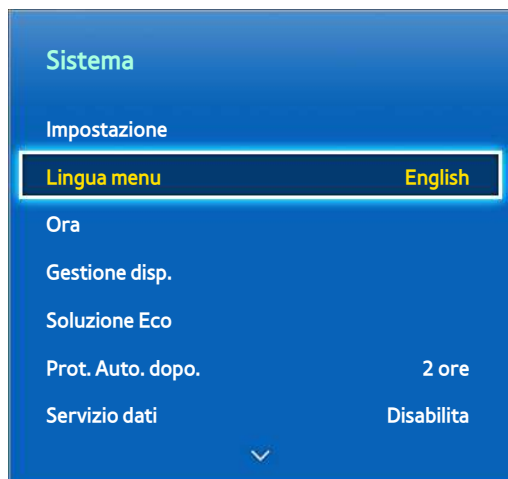 Sistema
Impostazione
Lingua menu English
Ora
Gestione disp.
Soluzione Eco
Prot. Auto. dopo. 2 ore
Servizio dati Disabilita